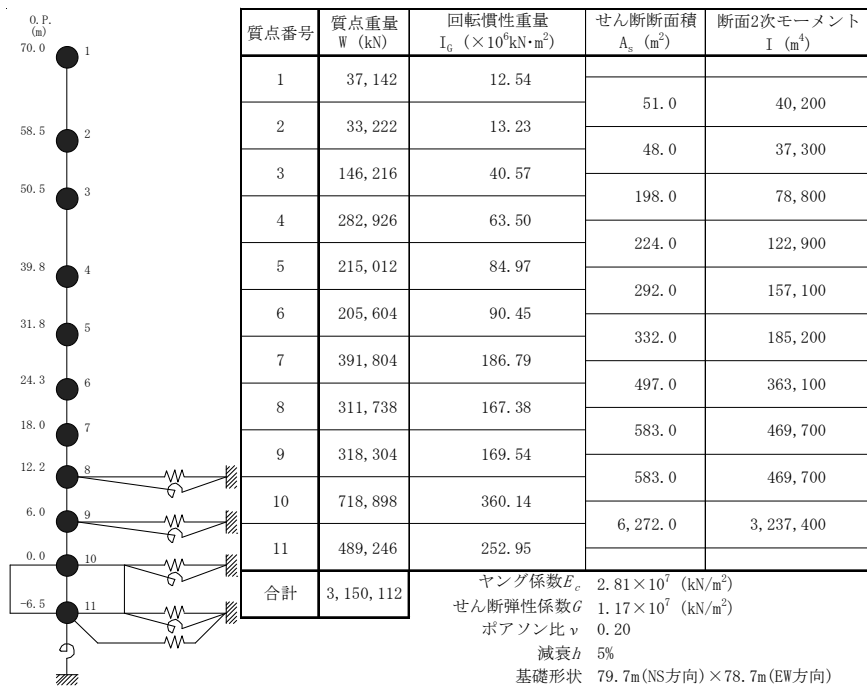 O.P.
(m)
70.0 1
58.5 2
50.5 3
39.8 4
31.8 5
24.3 6
18.0 7
12.2 8
6.0 9
0.0 10
-6.5 11
質点番号 質点重量 W (kN) 回転慣性重量 I_G (×10⁶kN・m²) せん断断面積 A_s (m²) 断面2次モーメント I (m⁴)
1 37,142 12.54
51.0 40,200
2 33,222 13.23
48.0 37,300
3 146,216 40.57
198.0 78,800
4 282,926 63.50
224.0 122,900
5 215,012 84.97
292.0 157,100
6 205,604 90.45
332.0 185,200
7 391,804 186.79
497.0 363,100
8 311,738 167.38
583.0 469,700
9 318,304 169.54
583.0 469,700
10 718,898 360.14
6,272.0 3,237,400
11 489,246 252.95
合計 3,150,112
ヤング係数E_c 2.81×10⁷ (kN/m²)
せん断弾性係数G 1.17×10⁷ (kN/m²)
ポアソン比ν 0.20
減衰h 5%
基礎形状 79.7m(NS方向)×78.7m(EW方向)